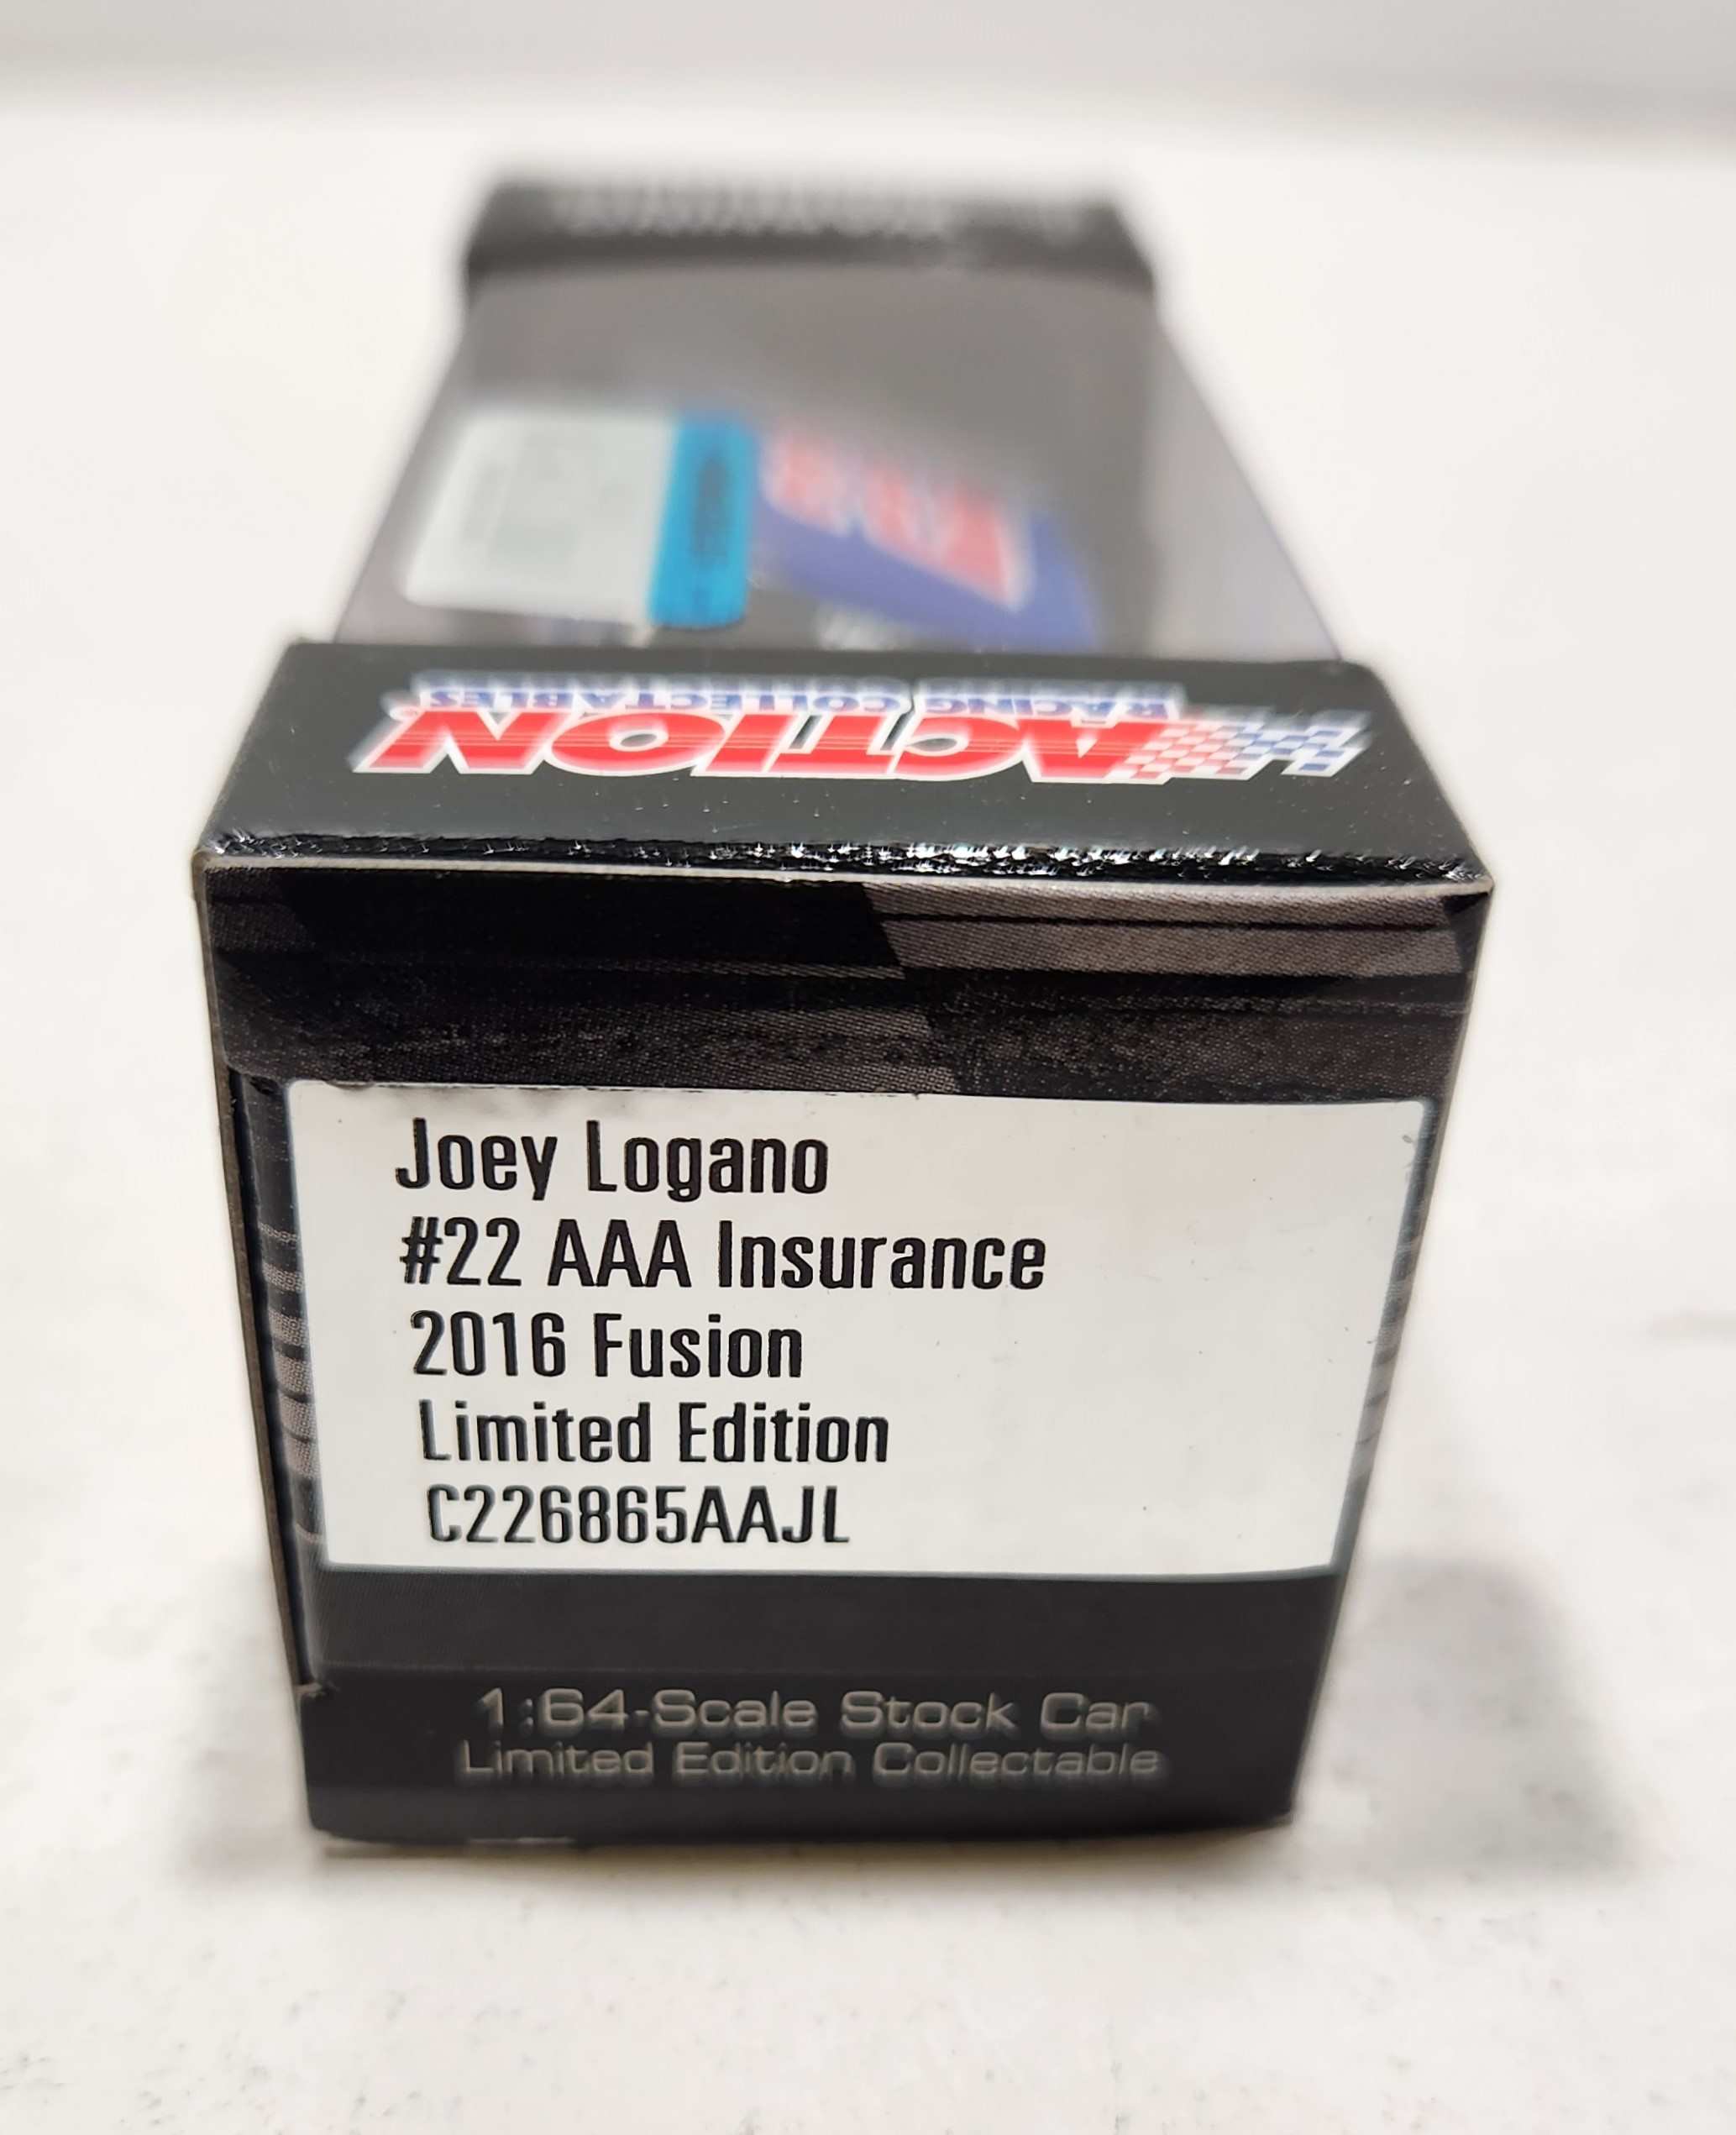 ACTION
RACING COLLECTABLES
Joey Logano
#22 AAA Insurance
2016 Fusion
Limited Edition
C226865AAJL
1:64-Scale Stock Car
Limited Edition Collectable